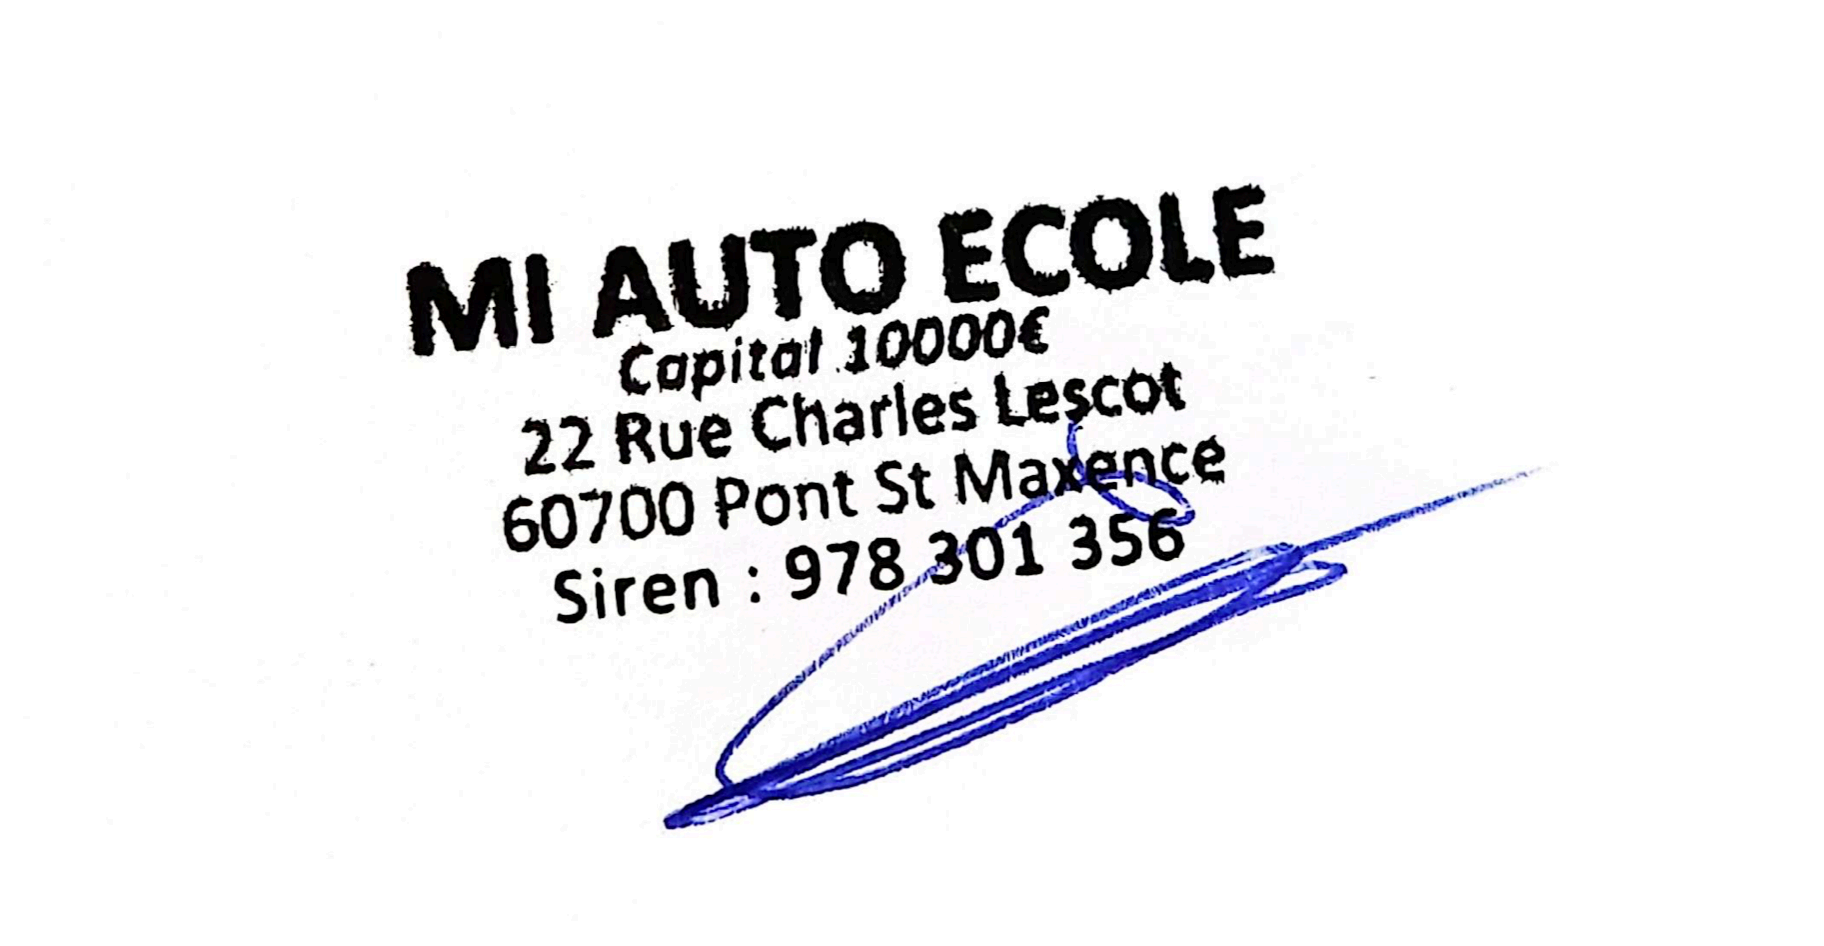 MI AUTO ECOLE
Capital 10000€
22 Rue Charles Lescot
60700 Pont St Maxence
Siren : 978 301 356